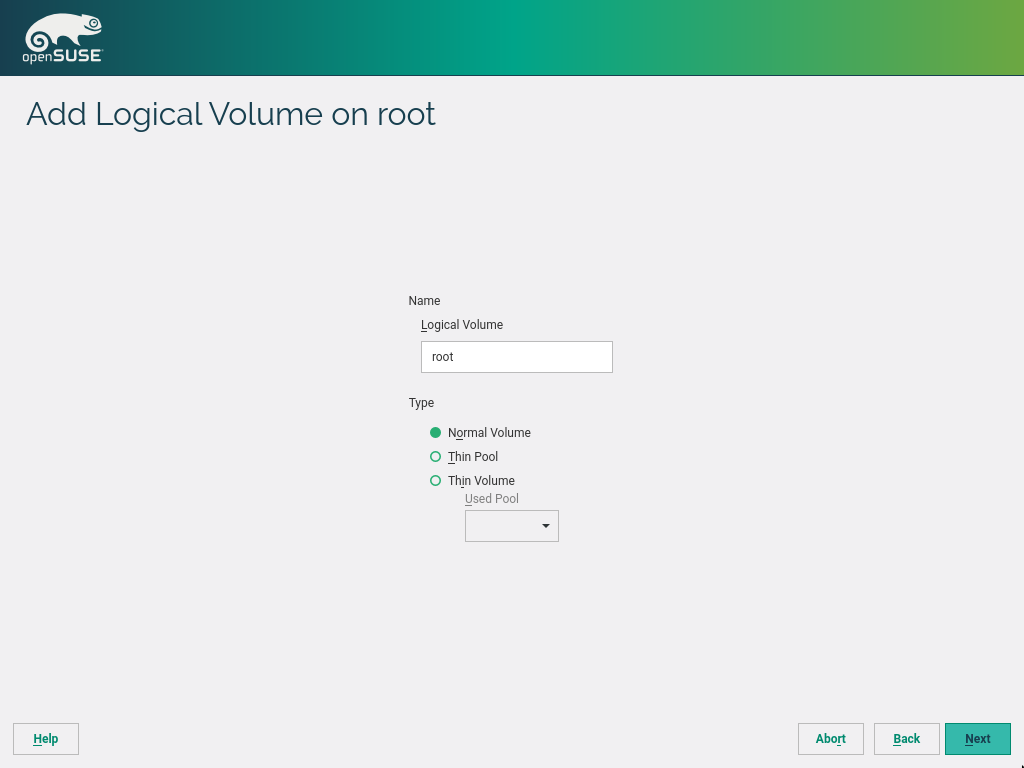 openSUSE
Add Logical Volume on root
Name
Logical Volume
root
Type
Normal Volume
Thin Pool
Thin Volume
Used Pool
Help
Abort
Back
Next